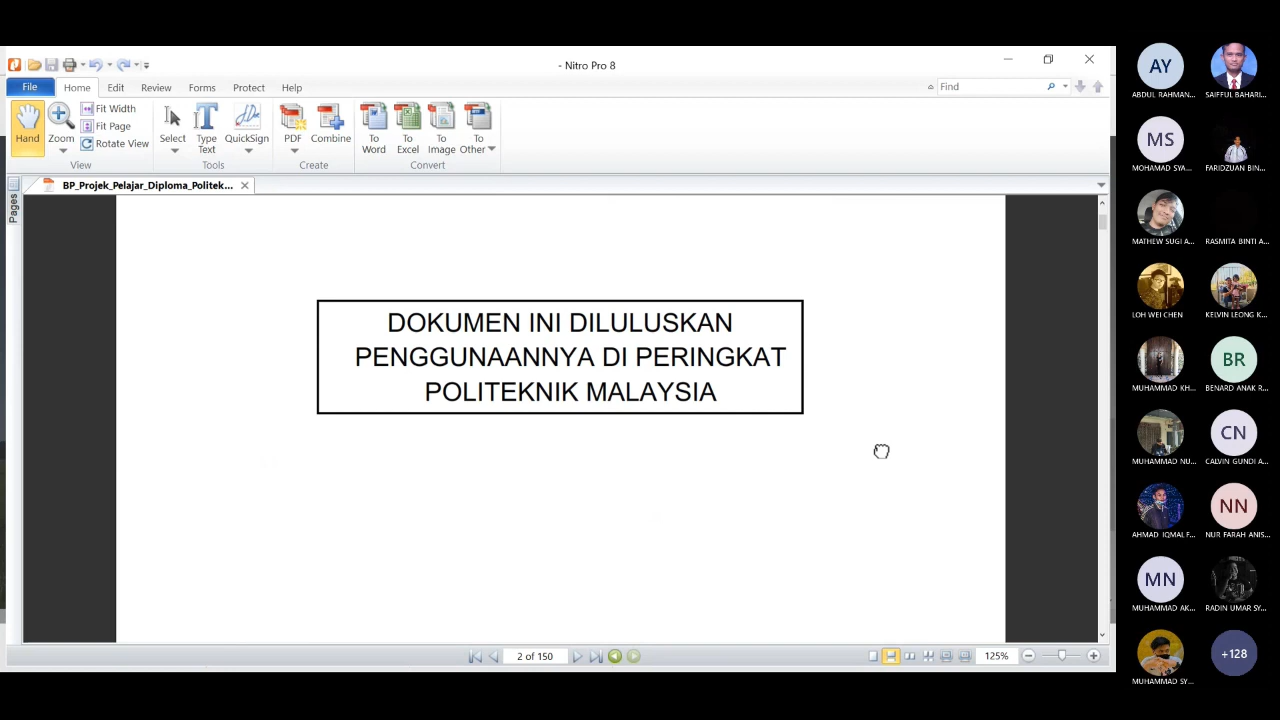 - Nitro Pro 8
File
Home
Edit
Review
Forms
Protect
Help
Find
Hand
Zoom
Fit Width
Fit Page
Rotate View
View
Select
Type Text
QuickSign
Tools
PDF
Combine
Create
To Word
To Excel
To Image
To Other
Convert
BP_Projek_Pelajar_Diploma_Politek...
Pages
DOKUMEN INI DILULUSKAN
PENGGUNAANNYA DI PERINGKAT
POLITEKNIK MALAYSIA
2 of 150
125%
AY
ABDUL RAHMAN...
SAIFFUL BAHARI...
MS
MOHAMAD SYA...
FARIDZUAN BIN...
MATHEW SUGI A...
RASMITA BINTI A...
LOH WEI CHEN
KELVIN LEONG K...
MUHAMMAD KH...
BR
BENARD ANAK R...
MUHAMMAD NU...
CN
CALVIN GUNDI A...
AHMAD IQMAL F...
NN
NUR FARAH ANIS...
MN
MUHAMMAD AK...
RADIN UMAR SY...
MUHAMMAD SY...
+128